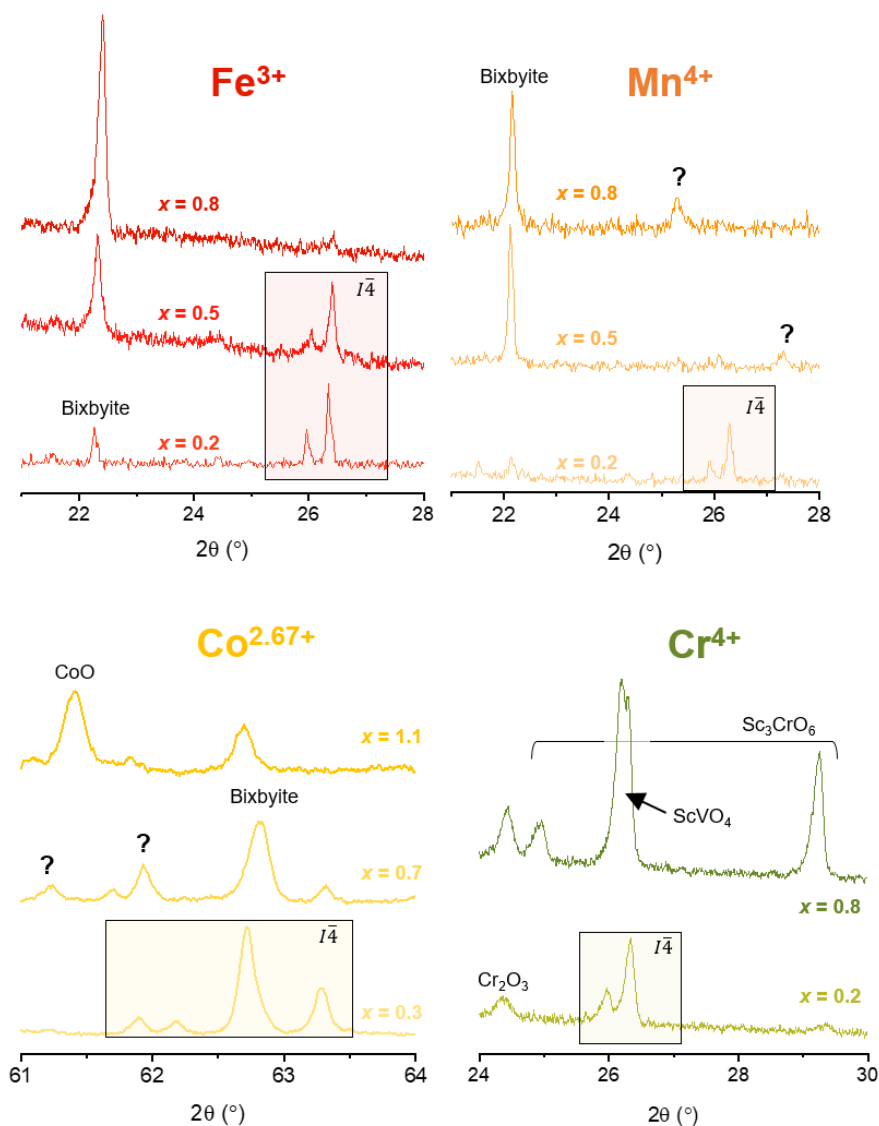 Fe³⁺
x = 0.8
I4̅
x = 0.5
Bixbyite
x = 0.2
22
24
26
28
2θ (°)
Mn⁴⁺
Bixbyite
?
x = 0.8
?
x = 0.5
I4̅
x = 0.2
22
24
26
28
2θ (°)
Co²·⁶⁷⁺
CoO
x = 1.1
Bixbyite
?
?
x = 0.7
I4̅
x = 0.3
61
62
63
64
2θ (°)
Cr⁴⁺
Sc₃CrO₆
ScVO₄
x = 0.8
I4̅
Cr₂O₃
x = 0.2
24
26
28
30
2θ (°)